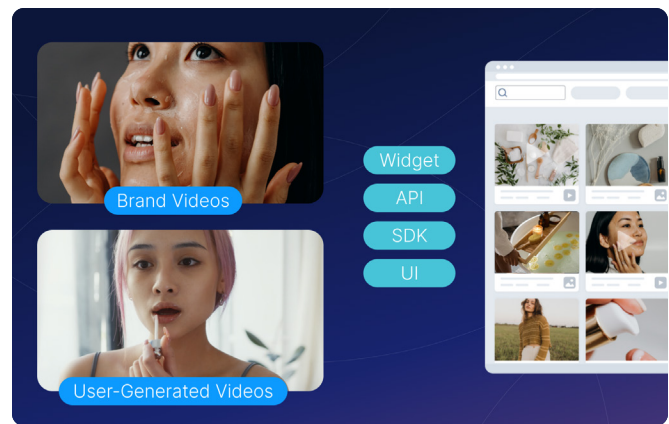 Brand Videos
User-Generated Videos
Widget
API
SDK
UI